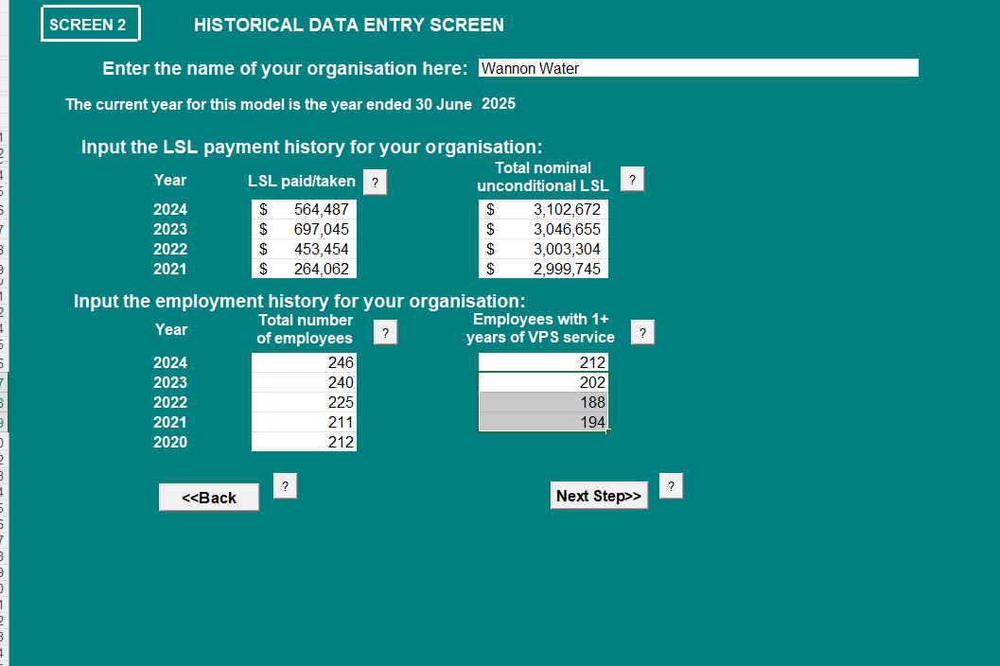 SCREEN 2 HISTORICAL DATA ENTRY SCREEN
Enter the name of your organisation here: Wannon Water
The current year for this model is the year ended 30 June 2025
Input the LSL payment history for your organisation:
Year LSL paid/taken ? Total nominal unconditional LSL ?
2024 $ 564,487 $ 3,102,672
2023 $ 697,045 $ 3,046,655
2022 $ 453,454 $ 3,003,304
2021 $ 264,062 $ 2,999,745
Input the employment history for your organisation:
Year Total number of employees ? Employees with 1+ years of VPS service ?
2024 246 212
2023 240 202
2022 225 188
2021 211 194
2020 212
<<Back ? Next Step>> ?